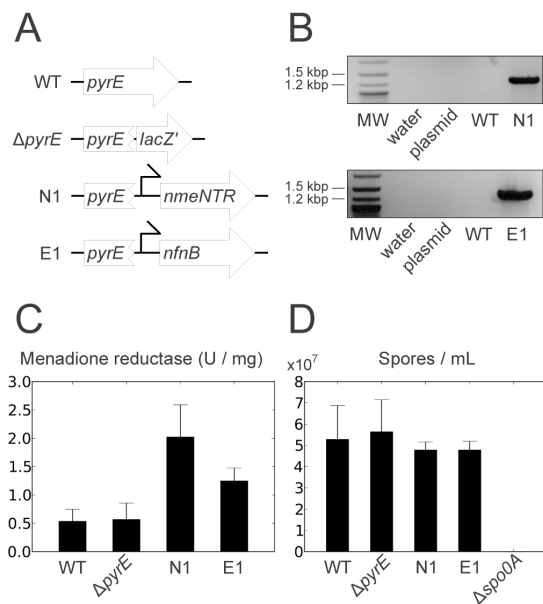 A
WT pyrE
ΔpyrE pyrE lacZ'
N1 pyrE nmeNTR
E1 pyrE nfnB
B
1.5 kbp
1.2 kbp
MW water plasmid WT N1
1.5 kbp
1.2 kbp
MW water plasmid WT E1
C
Menadione reductase (U / mg)
3.0
2.5
2.0
1.5
1.0
0.5
0.0
WT ΔpyrE N1 E1
D
Spores / mL
x10⁷
8
7
6
5
4
3
2
1
0
WT ΔpyrE N1 E1 Δspo0A